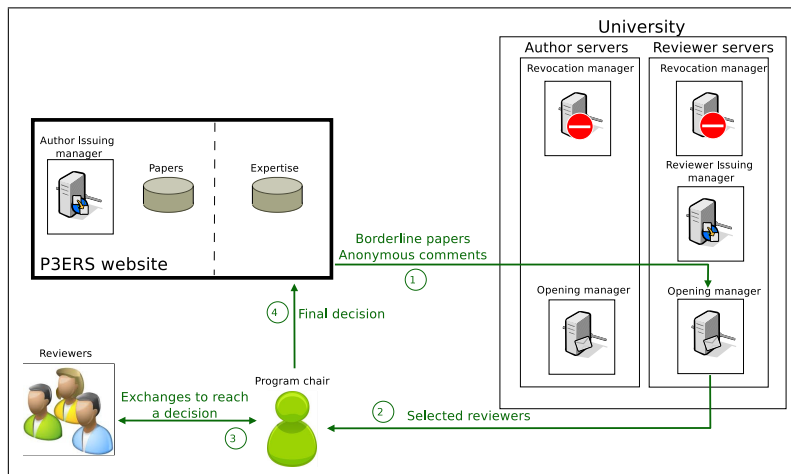 University
Author servers
Reviewer servers
Revocation manager
Revocation manager
Author Issuing
manager
Papers
Expertise
Reviewer Issuing
manager
P3ERS website
Borderline papers
Anonymous comments
1
Opening manager
Opening manager
4
Final decision
Reviewers
Program chair
Exchanges to reach
a decision
3
2
Selected reviewers